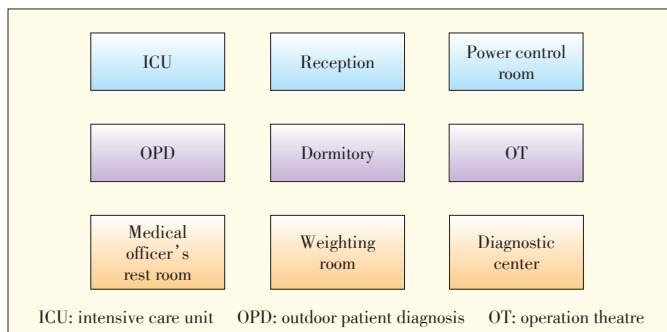 ICU
Reception
Power control
room
OPD
Dormitory
OT
Medical
officer's
rest room
Weighting
room
Diagnostic
center
ICU: intensive care unit OPD: outdoor patient diagnosis OT: operation theatre